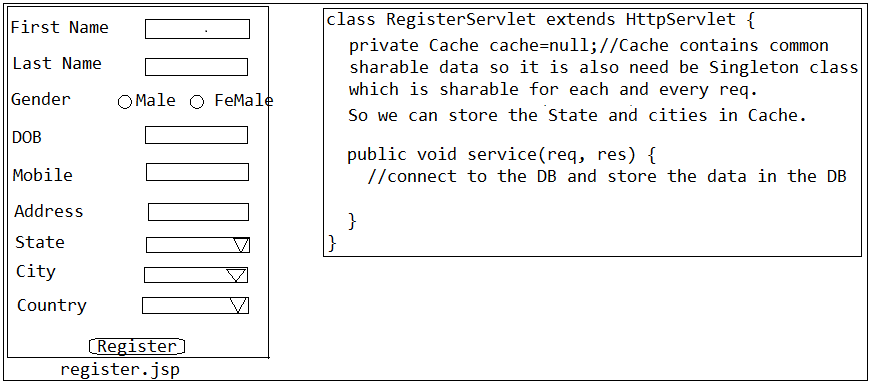 First Name
Last Name
Gender Male FeMale
DOB
Mobile
Address
State
City
Country
Register
register.jsp
class RegisterServlet extends HttpServlet {
private Cache cache=null;//Cache contains common
sharable data so it is also need be Singleton class
which is sharable for each and every req.
So we can store the State and cities in Cache.
public void service(req, res) {
//connect to the DB and store the data in the DB
}
}